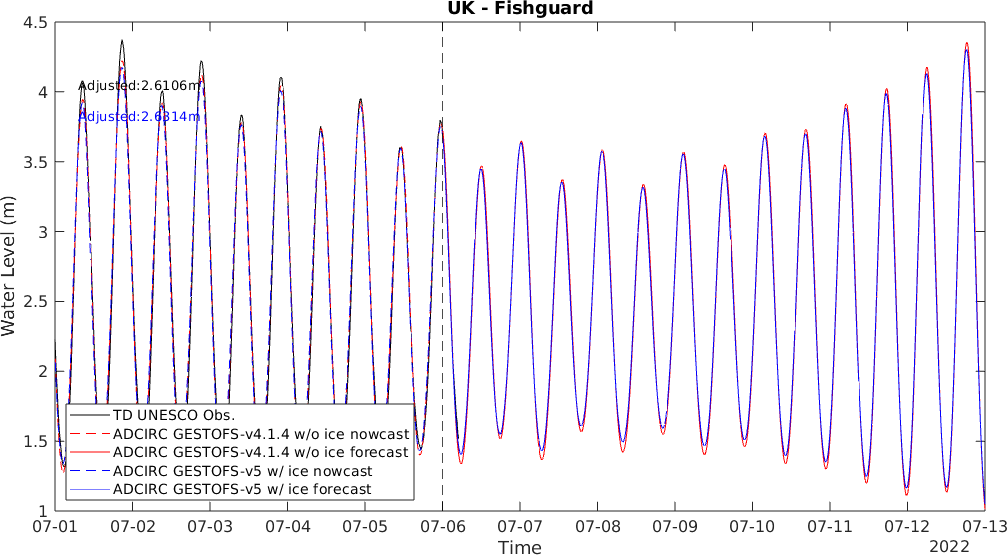 UK - Fishguard
4.5
4
3.5
3
2.5
2
1.5
1
Water Level (m)
Adjusted:2.6106m
Adjusted:2.6314m
TD UNESCO Obs.
ADCIRC GESTOFS-v4.1.4 w/o ice nowcast
ADCIRC GESTOFS-v4.1.4 w/o ice forecast
ADCIRC GESTOFS-v5 w/ ice nowcast
ADCIRC GESTOFS-v5 w/ ice forecast
07-01 07-02 07-03 07-04 07-05 07-06 07-07 07-08 07-09 07-10 07-11 07-12 07-13
Time
2022